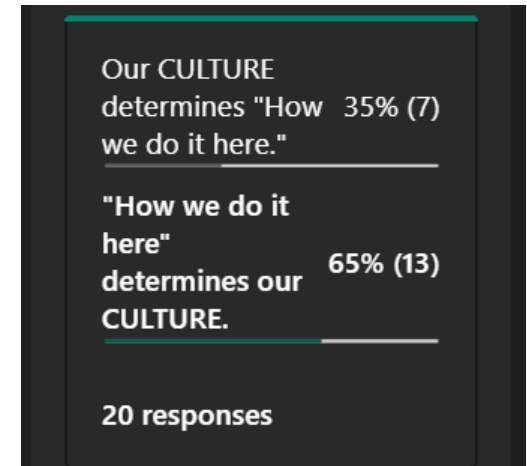 Our CULTURE
determines "How
we do it here."
35% (7)
"How we do it
here"
determines our
CULTURE.
65% (13)
20 responses